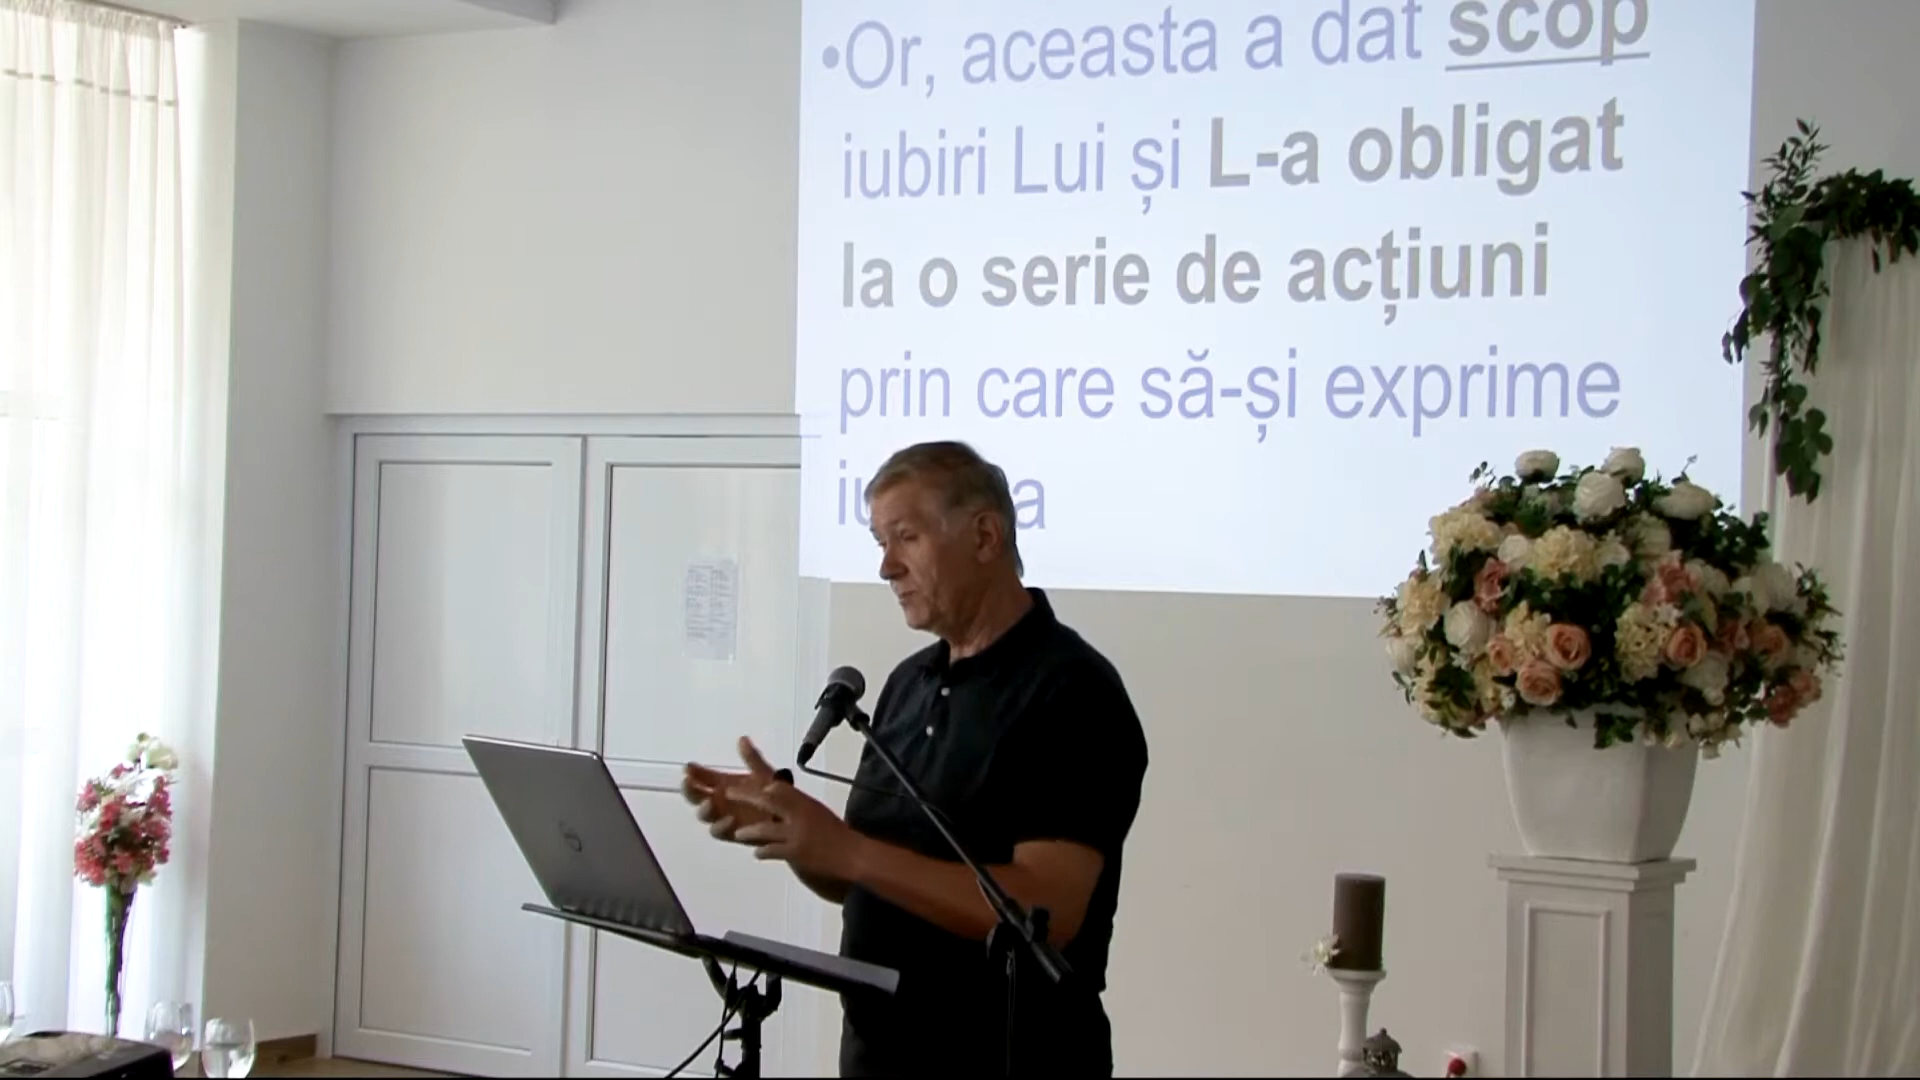 •Or, aceasta a dat scop
iubiri Lui și L-a obligat
la o serie de acțiuni
prin care să-și exprime